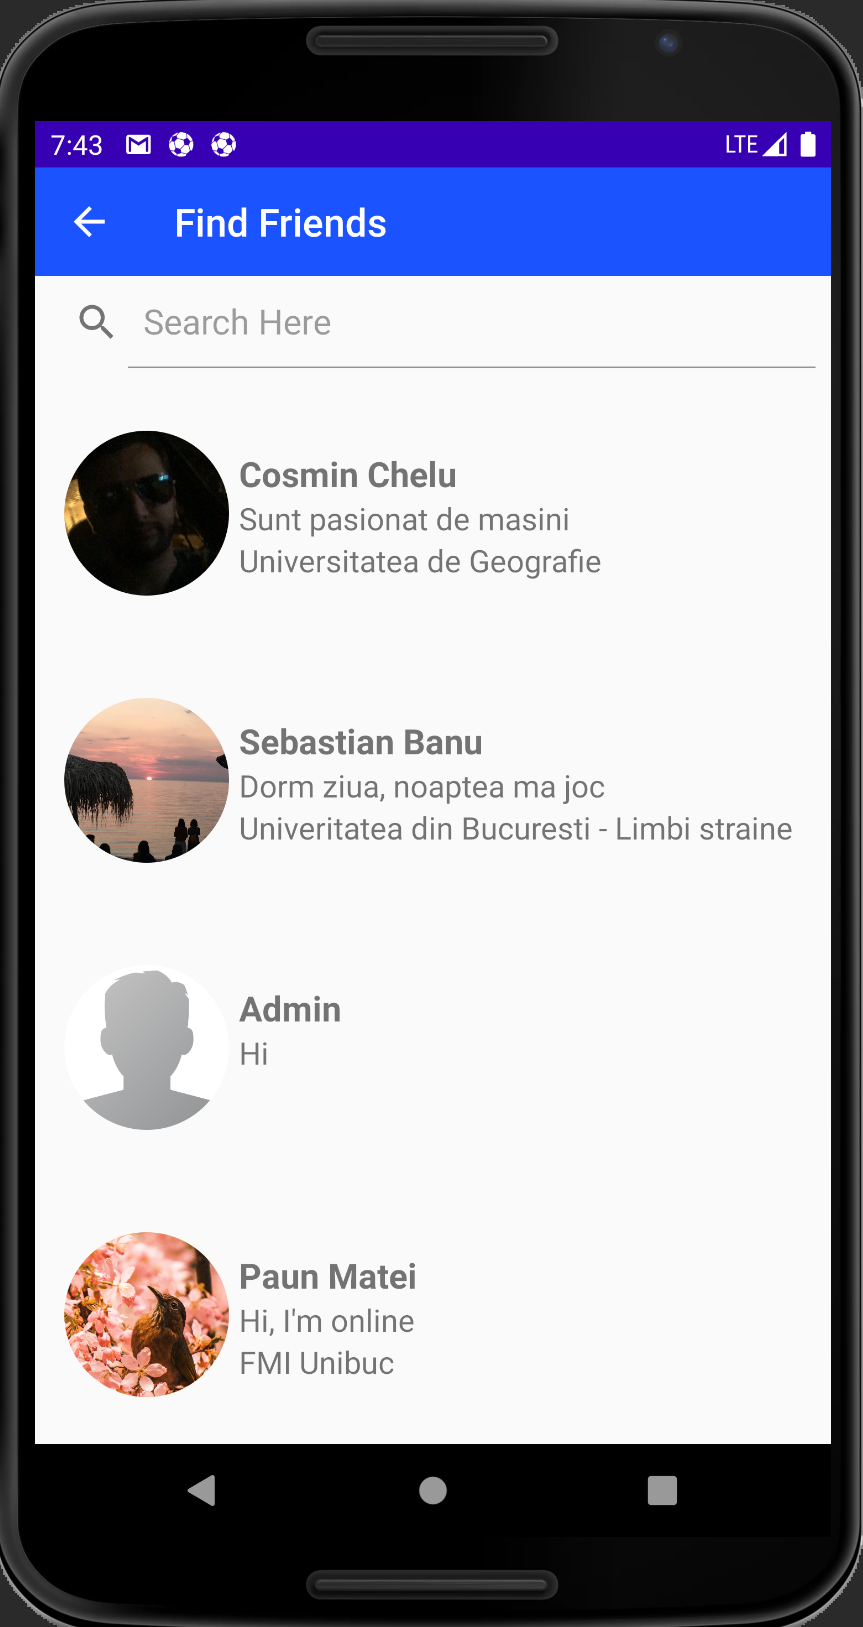 7:43 LTE
Find Friends
Search Here
Cosmin Chelu
Sunt pasionat de masini
Universitatea de Geografie
Sebastian Banu
Dorm ziua, noaptea ma joc
Univeritatea din Bucuresti - Limbi straine
Admin
Hi
Paun Matei
Hi, I'm online
FMI Unibuc